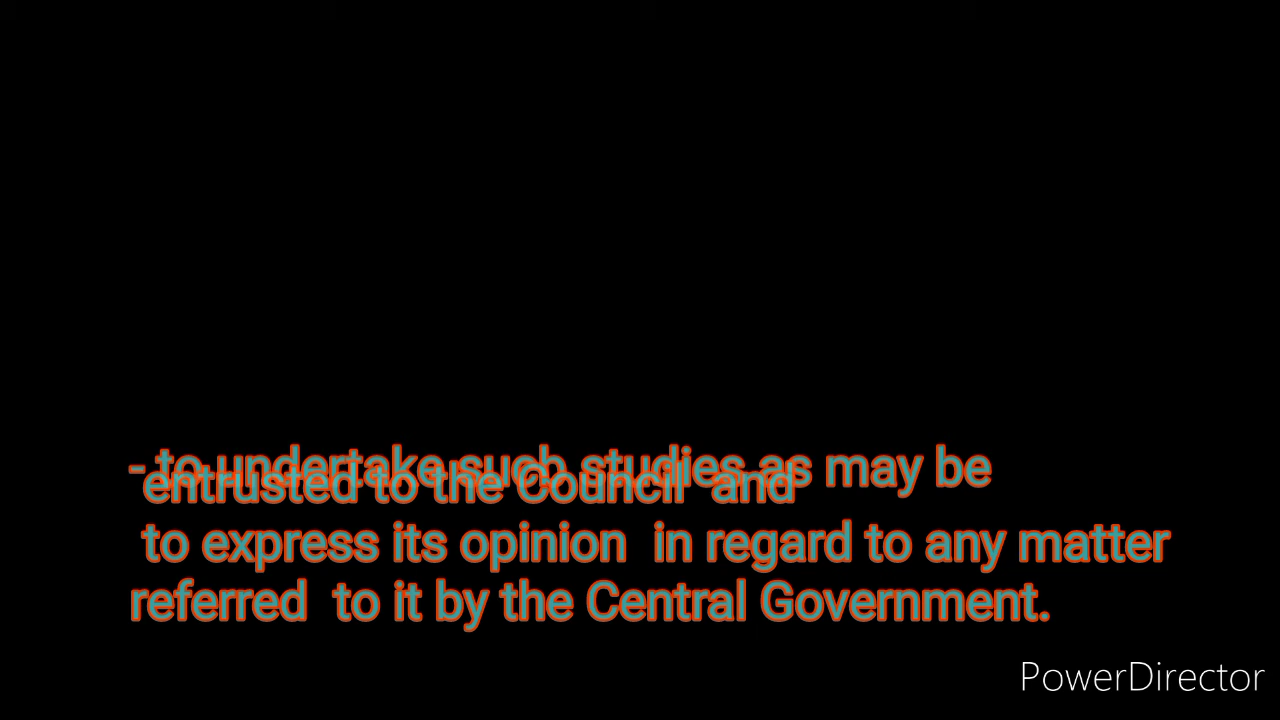 - to undertake such studies as may be
entrusted to the Council and
to express its opinion in regard to any matter
referred to it by the Central Government.
PowerDirector